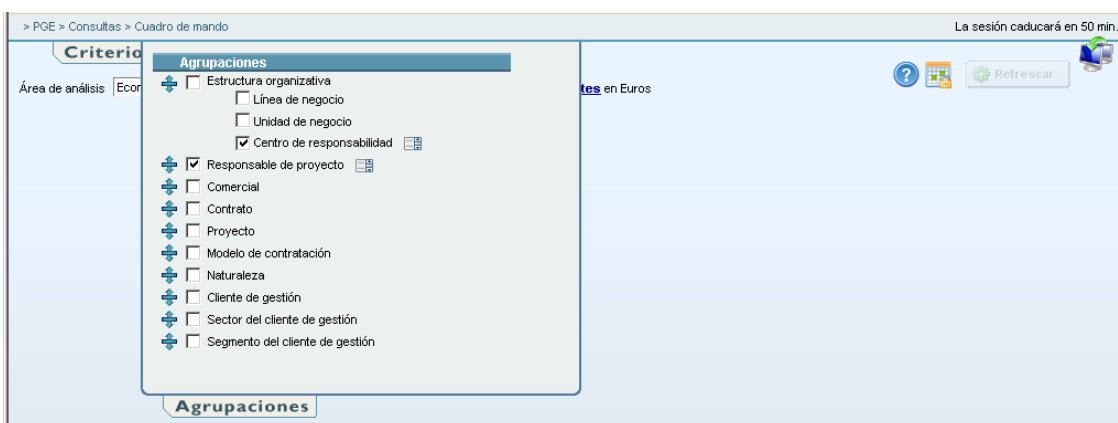 > PGE > Consultas > Cuadro de mando
La sesión caducará en 50 min.
Criterio
Agrupaciones
Área de análisis Ecor
tes en Euros
Refrescar
Estructura organizativa
Línea de negocio
Unidad de negocio
Centro de responsabilidad
Responsable de proyecto
Comercial
Contrato
Proyecto
Modelo de contratación
Naturaleza
Cliente de gestión
Sector del cliente de gestión
Segmento del cliente de gestión
Agrupaciones